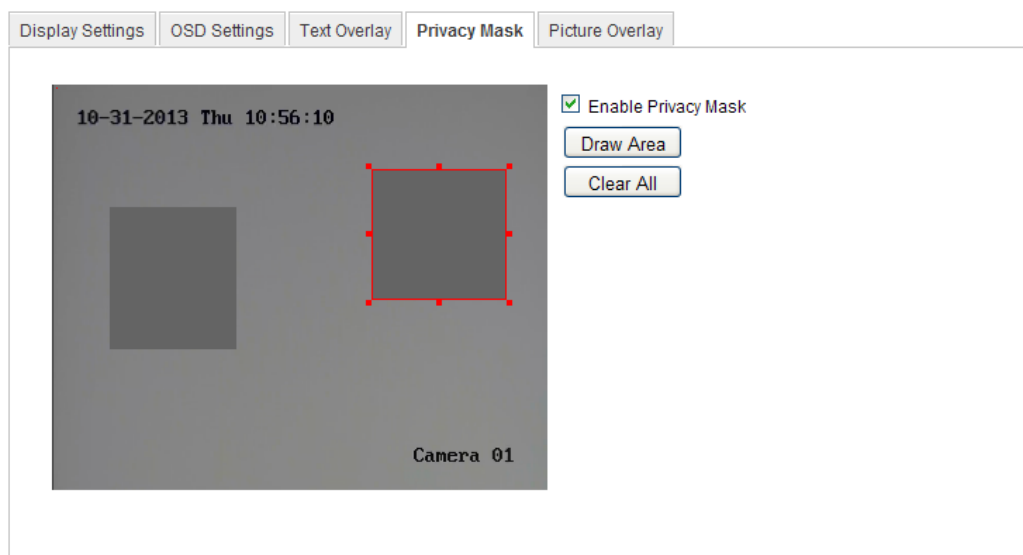 Display Settings OSD Settings Text Overlay Privacy Mask Picture Overlay
10-31-2013 Thu 10:56:10
Enable Privacy Mask
Draw Area
Clear All
Camera 01